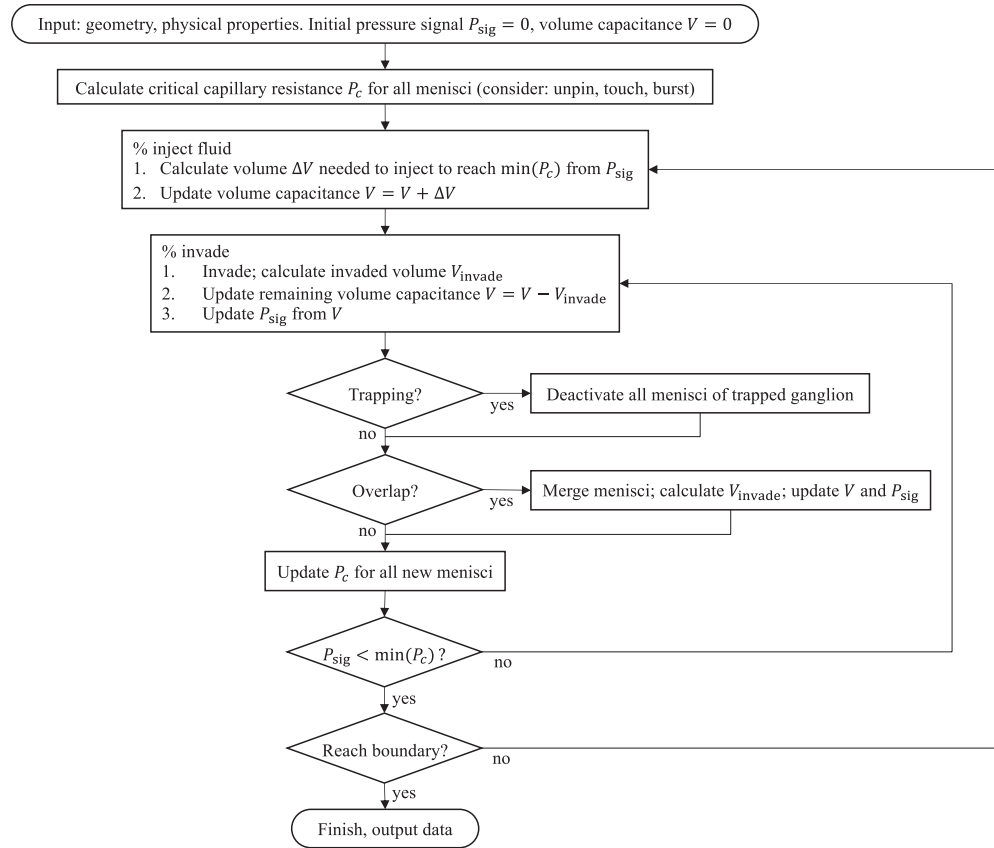 Input: geometry, physical properties. Initial pressure signal P_sig = 0, volume capacitance V = 0
Calculate critical capillary resistance P_c for all menisci (consider: unpin, touch, burst)
% inject fluid
1. Calculate volume ΔV needed to inject to reach min(P_c) from P_sig
2. Update volume capacitance V = V + ΔV
% invade
1. Invade; calculate invaded volume V_invade
2. Update remaining volume capacitance V = V − V_invade
3. Update P_sig from V
Trapping?
yes
Deactivate all menisci of trapped ganglion
no
Overlap?
yes
Merge menisci; calculate V_invade; update V and P_sig
no
Update P_c for all new menisci
P_sig < min(P_c) ?
no
yes
Reach boundary?
no
yes
Finish, output data